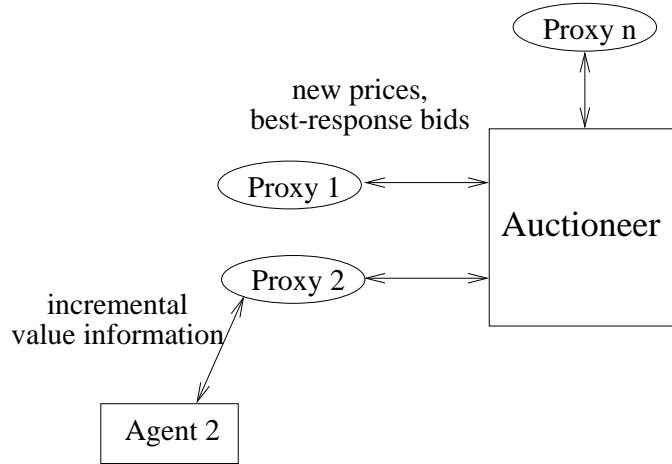 Proxy n
new prices,
best-response bids
Proxy 1
Auctioneer
Proxy 2
incremental
value information
Agent 2